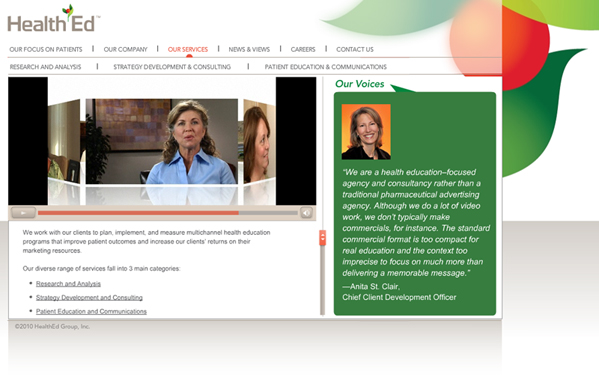 HealthEd™
OUR FOCUS ON PATIENTS | OUR COMPANY | OUR SERVICES | NEWS & VIEWS | CAREERS | CONTACT US
RESEARCH AND ANALYSIS | STRATEGY DEVELOPMENT & CONSULTING | PATIENT EDUCATION & COMMUNICATIONS
We work with our clients to plan, implement, and measure multichannel health education
programs that improve patient outcomes and increase our clients' returns on their
marketing resources.
Our diverse range of services fall into 3 main categories:
• Research and Analysis
• Strategy Development and Consulting
• Patient Education and Communications
Our Voices
"We are a health education–focused
agency and consultancy rather than a
traditional pharmaceutical advertising
agency. Although we do a lot of video
work, we don't typically make
commercials, for instance. The standard
commercial format is too compact for
real education and the context too
imprecise to focus on much more than
delivering a memorable message."
—Anita St. Clair,
Chief Client Development Officer
©2010 HealthEd Group, Inc.